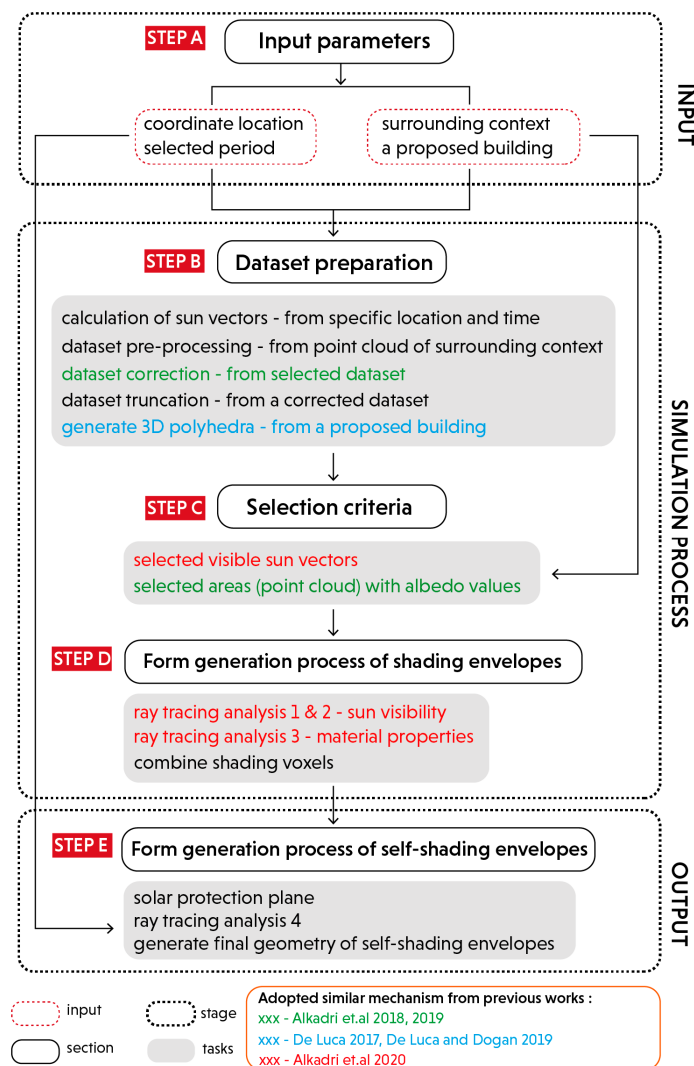 STEP A
Input parameters
coordinate location
selected period
surrounding context
a proposed building
INPUT
STEP B
Dataset preparation
calculation of sun vectors - from specific location and time
dataset pre-processing - from point cloud of surrounding context
dataset correction - from selected dataset
dataset truncation - from a corrected dataset
generate 3D polyhedra - from a proposed building
STEP C
Selection criteria
selected visible sun vectors
selected areas (point cloud) with albedo values
STEP D
Form generation process of shading envelopes
ray tracing analysis 1 & 2 - sun visibility
ray tracing analysis 3 - material properties
combine shading voxels
SIMULATION PROCESS
STEP E
Form generation process of self-shading envelopes
solar protection plane
ray tracing analysis 4
generate final geometry of self-shading envelopes
OUTPUT
input
stage
section
tasks
Adopted similar mechanism from previous works :
xxx - Alkadri et.al 2018, 2019
xxx - De Luca 2017, De Luca and Dogan 2019
xxx - Alkadri et.al 2020